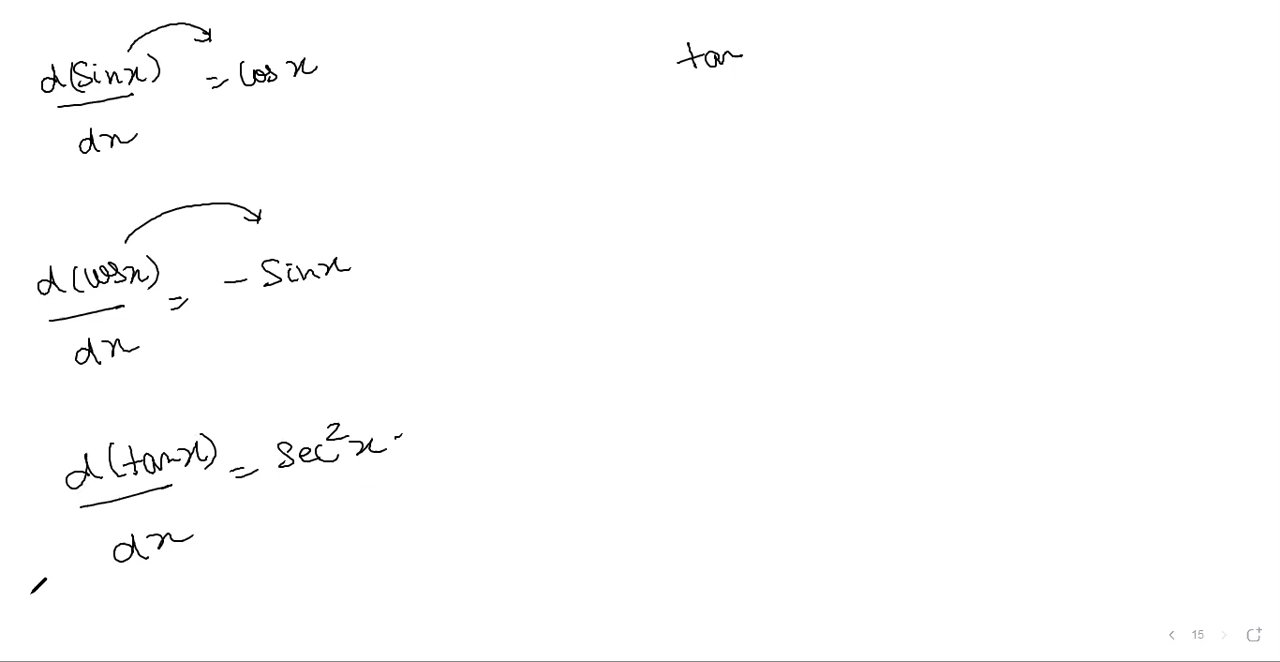 d(Sinx) = Cosx
dx
tan
d(cosx) = - Sinx
dx
d(tanx) = Sec²x
dx
15